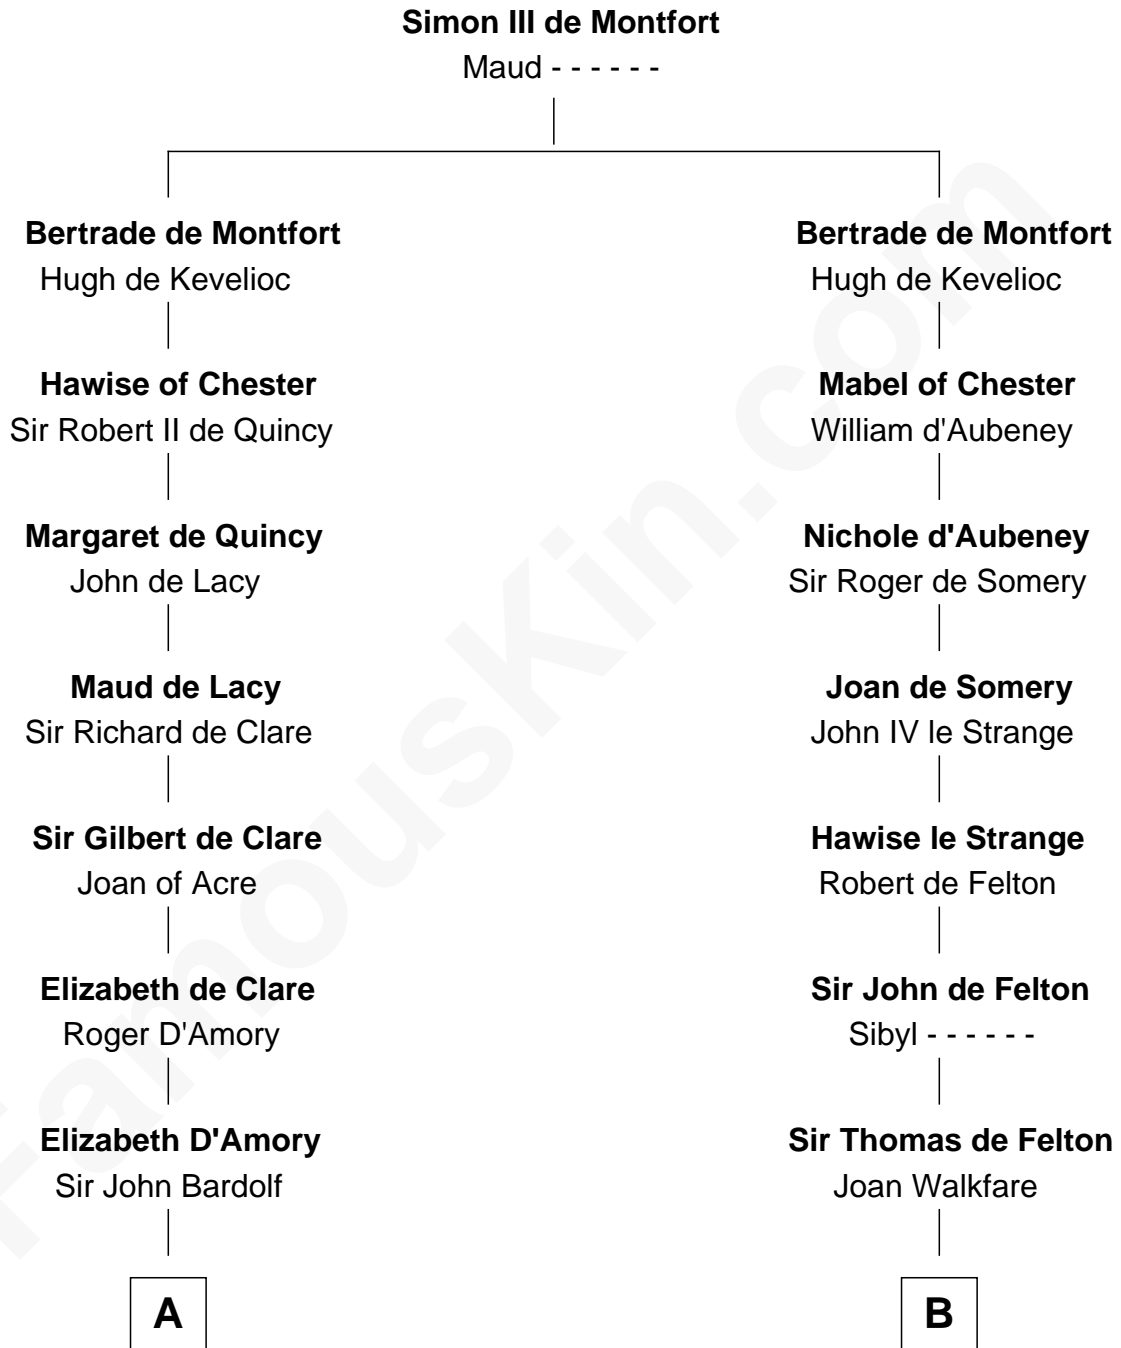 Simon III de Montfort
Maud - - - - - -
Bertrade de Montfort
Hugh de Kevelioc
Hawise of Chester
Sir Robert II de Quincy
Margaret de Quincy
John de Lacy
Maud de Lacy
Sir Richard de Clare
Sir Gilbert de Clare
Joan of Acre
Elizabeth de Clare
Roger D'Amory
Elizabeth D'Amory
Sir John Bardolf
A
Bertrade de Montfort
Hugh de Kevelioc
Mabel of Chester
William d'Aubeney
Nichole d'Aubeney
Sir Roger de Somery
Joan de Somery
John IV le Strange
Hawise le Strange
Robert de Felton
Sir John de Felton
Sibyl - - - - - -
Sir Thomas de Felton
Joan Walkfare
B
FamousKin.com